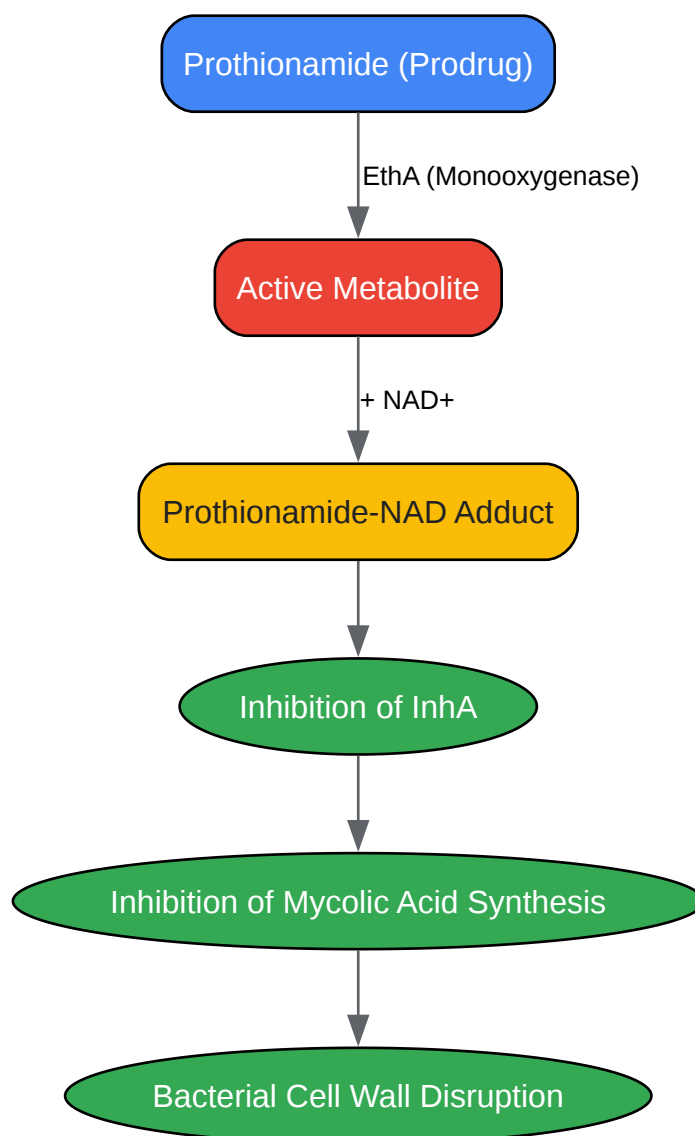 Prothionamide (Prodrug)
EthA (Monooxygenase)
Active Metabolite
+ NAD+
Prothionamide-NAD Adduct
Inhibition of InhA
Inhibition of Mycolic Acid Synthesis
Bacterial Cell Wall Disruption